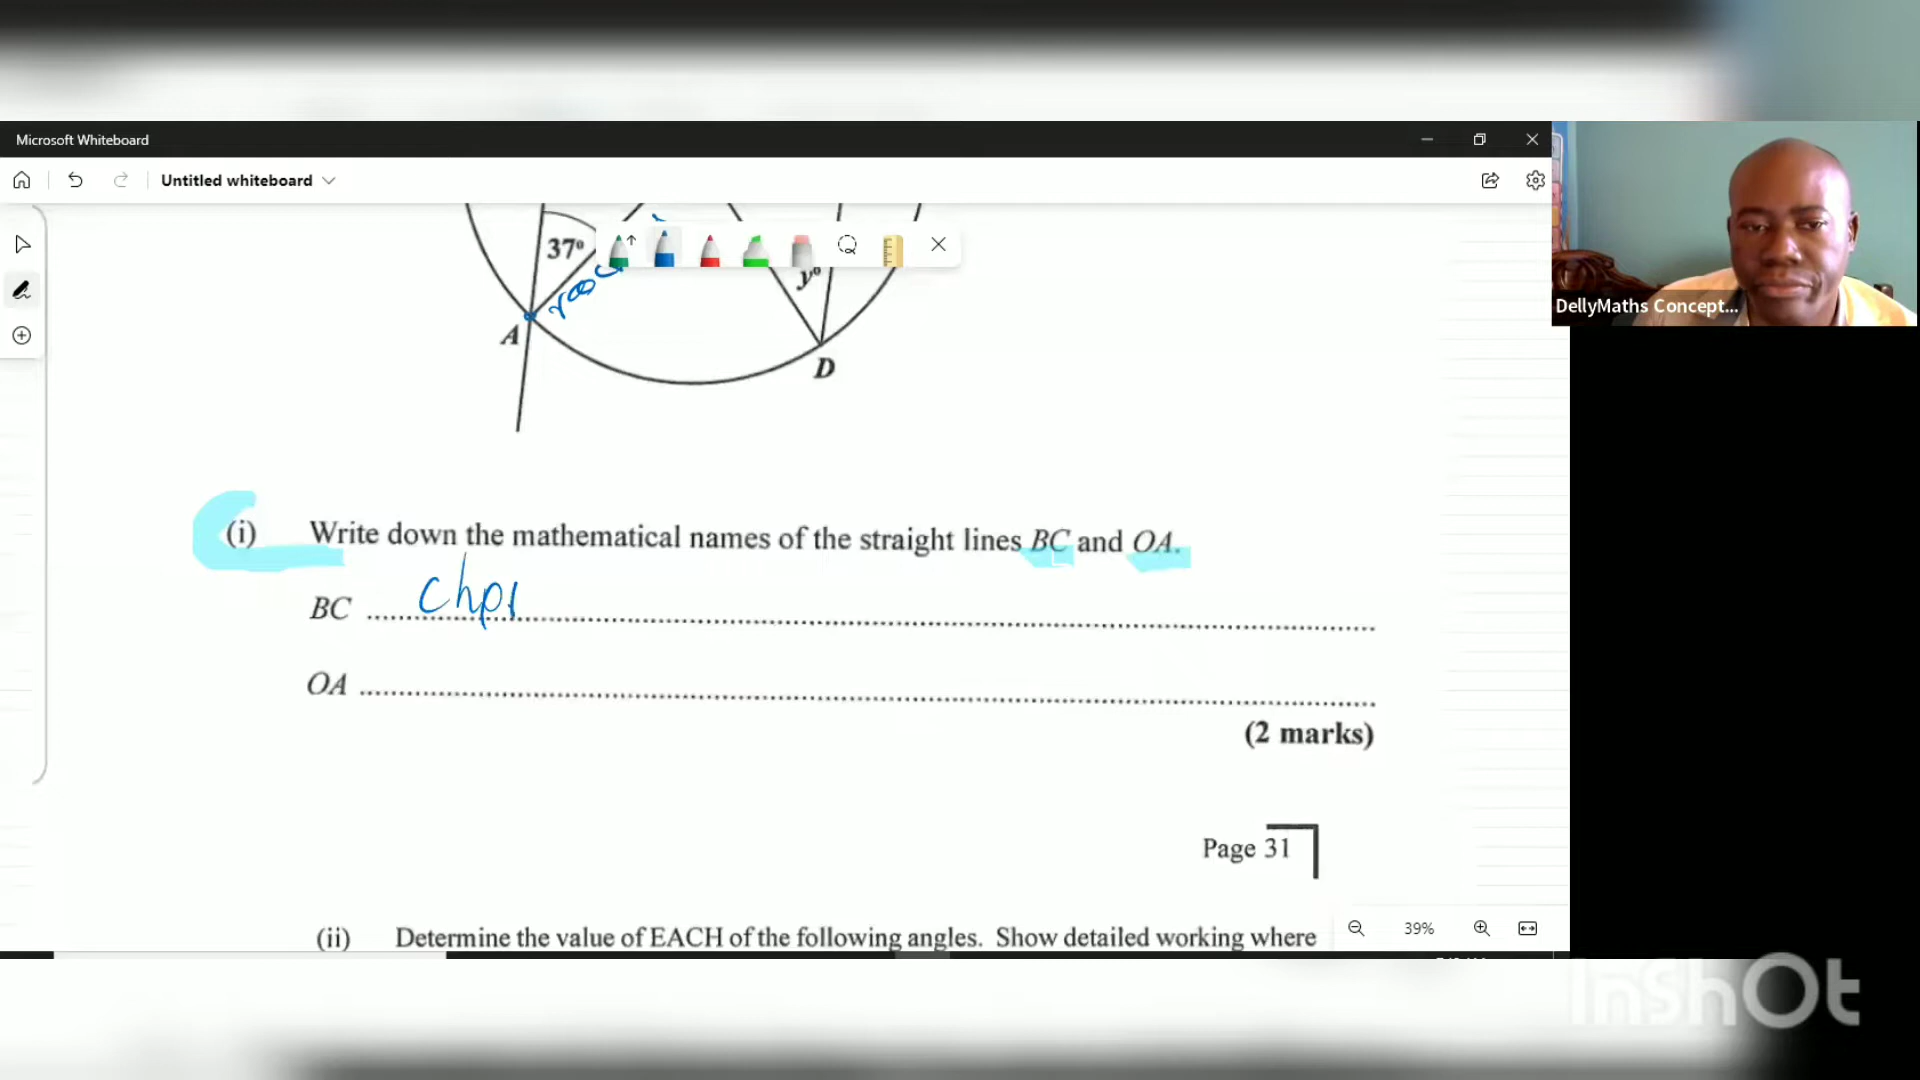 Microsoft Whiteboard
Untitled whiteboard
37°
y°
A
D
DellyMaths Concept...
(i) Write down the mathematical names of the straight lines BC and OA.
BC
OA
(2 marks)
Page 31
(ii) Determine the value of EACH of the following angles. Show detailed working where
39%
InShOt